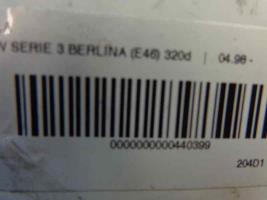 SERIE 3 BERLINA (E46) 320d | 04.98 -
0000000000440399
204D1